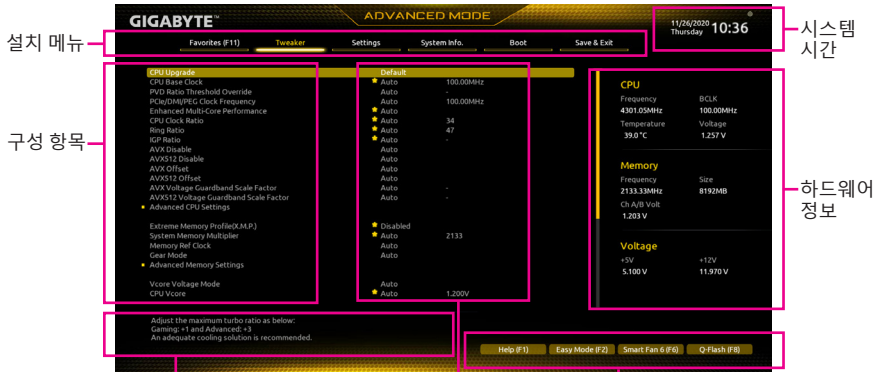 GIGABYTE™
ADVANCED MODE
11/26/2020
Thursday
10:36
시스템
시간
설치 메뉴
Favorites (F11) Tweaker Settings System Info. Boot Save & Exit
구성 항목
CPU Upgrade Default
CPU Base Clock Auto 100.00MHz
PVD Ratio Threshold Override Auto -
PCIe/DMI/PEG Clock Frequency Auto 100.00MHz
Enhanced Multi-Core Performance Auto
CPU Clock Ratio Auto 34
Ring Ratio Auto 47
IGP Ratio Auto -
AVX Disable Auto
AVX512 Disable Auto
AVX Offset Auto
AVX512 Offset Auto
AVX Voltage Guardband Scale Factor Auto -
AVX512 Voltage Guardband Scale Factor Auto -
Advanced CPU Settings
Extreme Memory Profile(X.M.P.) Disabled
System Memory Multiplier Auto 2133
Memory Ref Clock Auto
Gear Mode Auto
Advanced Memory Settings
Vcore Voltage Mode Auto
CPU Vcore Auto 1.200V
CPU
Frequency BCLK
4301.05MHz 100.00MHz
Temperature Voltage
39.0°C 1.257 V
Memory
Frequency Size
2133.33MHz 8192MB
Ch A/B Volt
1.203 V
Voltage
+5V +12V
5.100 V 11.970 V
하드웨어
정보
Adjust the maximum turbo ratio as below:
Gaming: +1 and Advanced: +3
An adequate cooling solution is recommended.
Help (F1) Easy Mode (F2) Smart Fan 6 (F6) Q-Flash (F8)